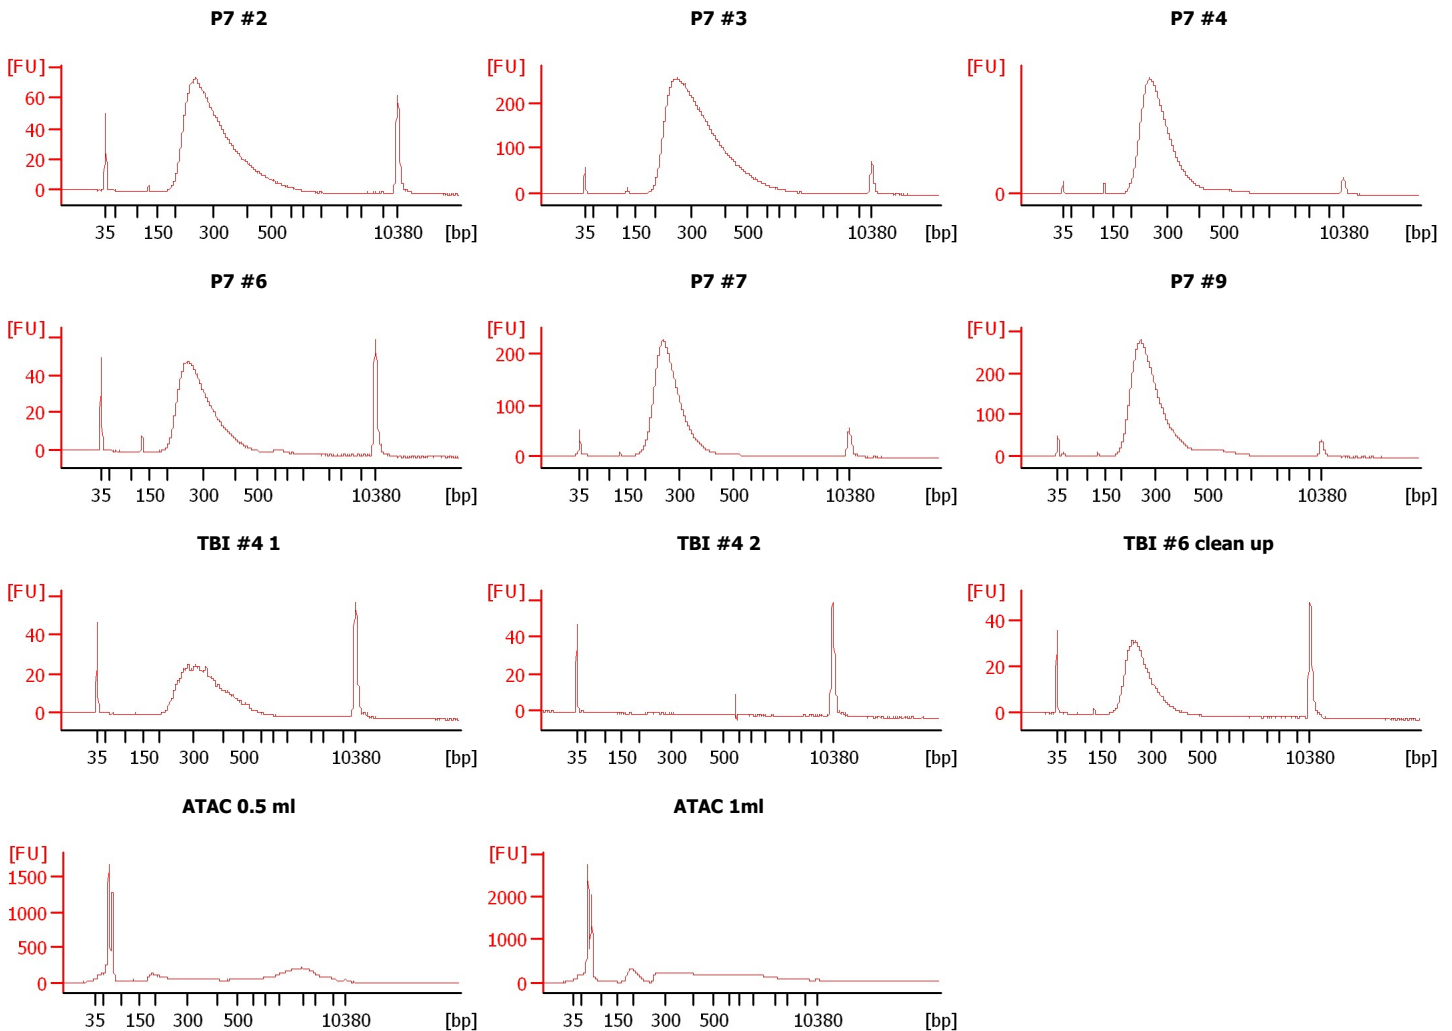 P7 #2
P7 #3
P7 #4
[FU]
60
40
20
0
35 150 300 500 10380 [bp]
[FU]
200
100
0
35 150 300 500 10380 [bp]
[FU]
0
35 150 300 500 10380 [bp]
P7 #6
P7 #7
P7 #9
[FU]
40
20
0
35 150 300 500 10380 [bp]
[FU]
200
100
0
35 150 300 500 10380 [bp]
[FU]
200
100
0
35 150 300 500 10380 [bp]
TBI #4 1
TBI #4 2
TBI #6 clean up
[FU]
40
20
0
35 150 300 500 10380 [bp]
[FU]
40
20
0
35 150 300 500 10380 [bp]
[FU]
40
20
0
35 150 300 500 10380 [bp]
ATAC 0.5 ml
ATAC 1ml
[FU]
1500
1000
500
0
35 150 300 500 10380 [bp]
[FU]
2000
1000
0
35 150 300 500 10380 [bp]